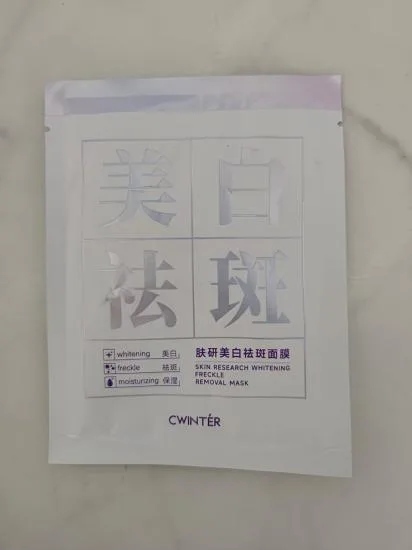 美白
祛斑
whitening 美白
freckle 祛斑
moisturizing 保湿
肤研美白祛斑面膜
SKIN RESEARCH WHITENING
FRECKLE
REMOVAL MASK
CWINTÉR